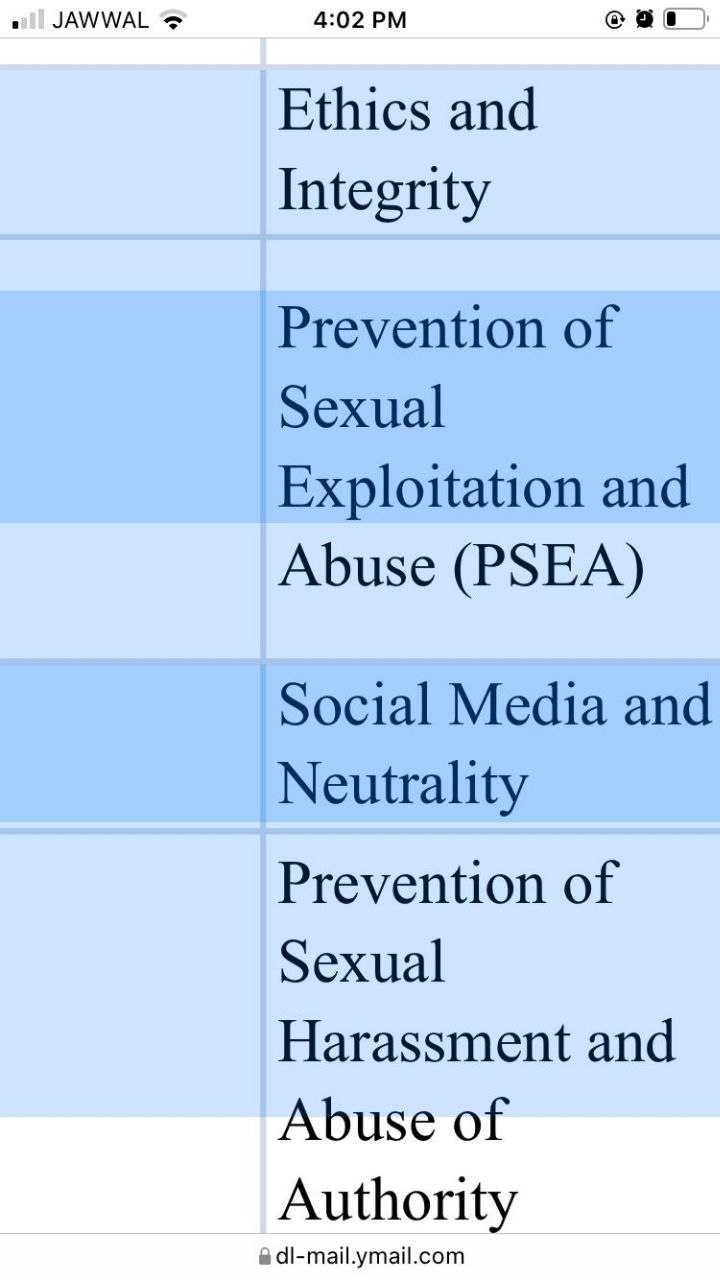 JAWWAL 4:02 PM
Ethics and
Integrity
Prevention of
Sexual
Exploitation and
Abuse (PSEA)
Social Media and
Neutrality
Prevention of
Sexual
Harassment and
Abuse of
Authority
dl-mail.ymail.com